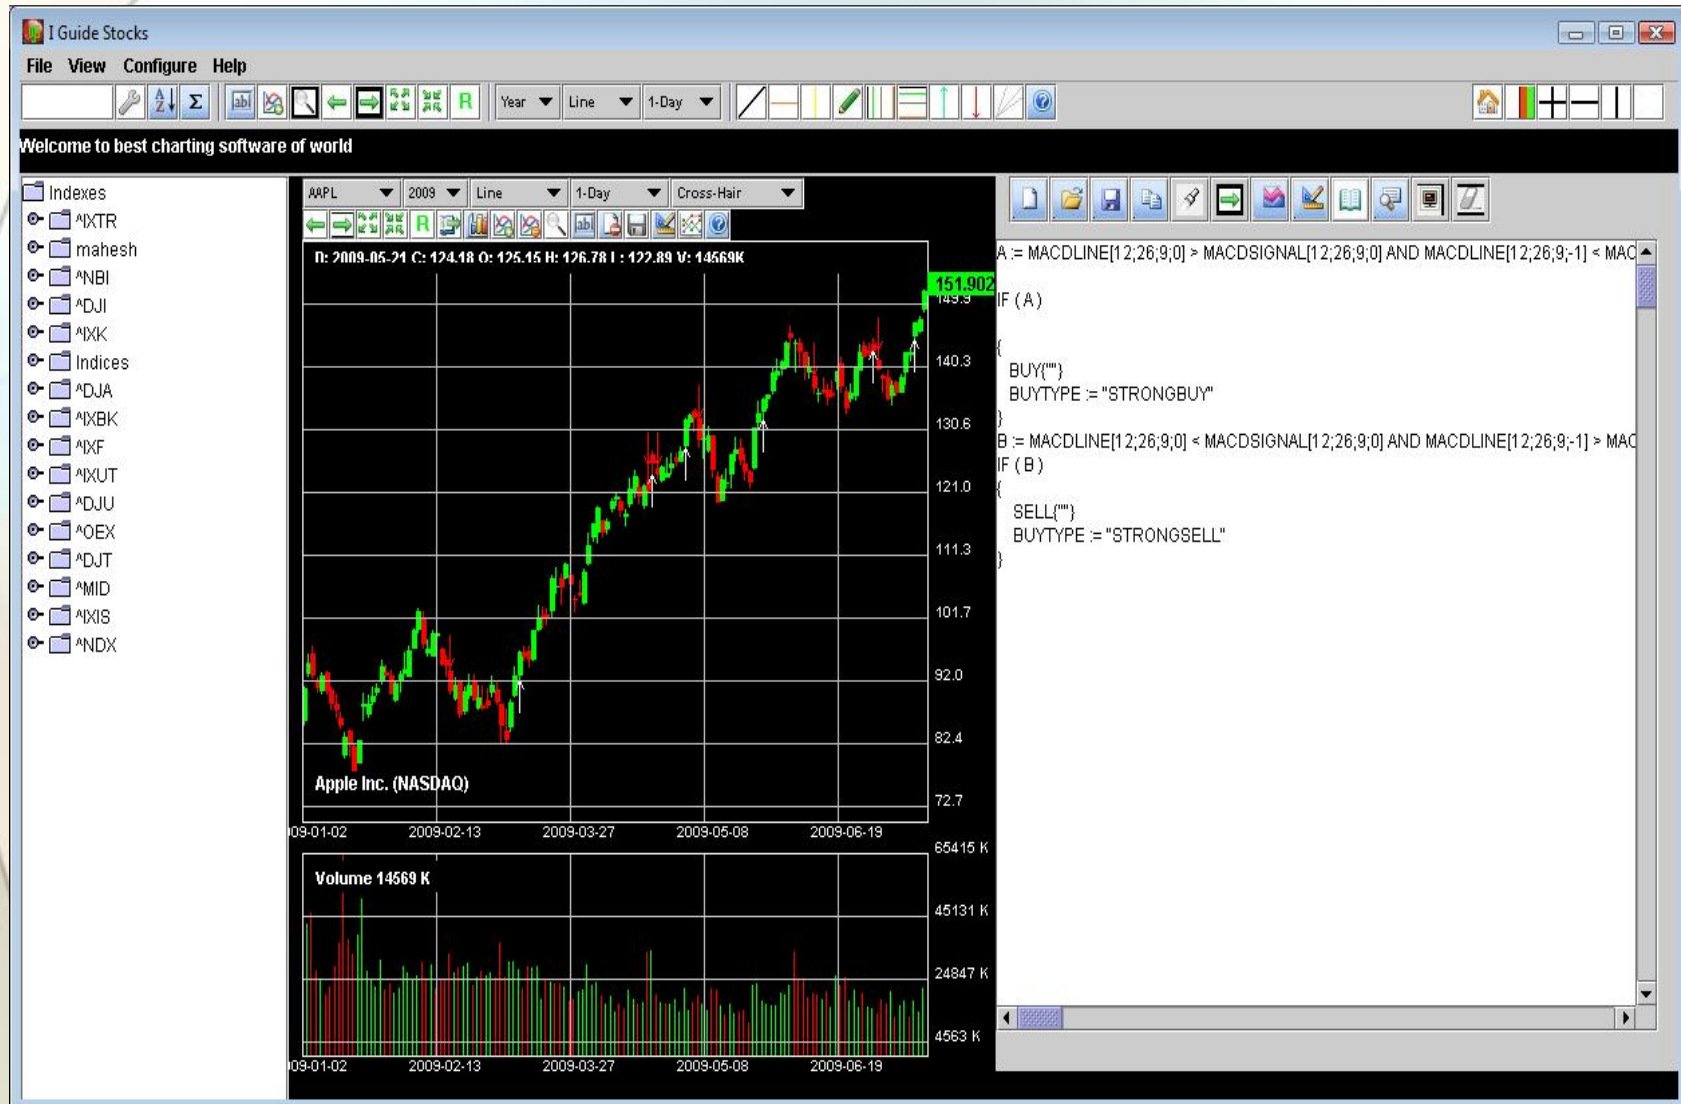 I Guide Stocks
File View Configure Help
Year Line 1-Day
Welcome to best charting software of world
Indexes
^IXTR
mahesh
^NBI
^DJI
^IXK
Indices
^DJA
^IXBK
^IXF
^IXUT
^DJU
^OEX
^DJT
^MID
^IXIS
^NDX
AAPL 2009 Line 1-Day Cross-Hair
D: 2009-05-21 C: 124.18 O: 125.15 H: 126.78 L: 122.89 V: 14569K
151.902
149.9
140.3
130.6
121.0
111.3
101.7
92.0
82.4
72.7
Apple Inc. (NASDAQ)
09-01-02 2009-02-13 2009-03-27 2009-05-08 2009-06-19
65415 K
Volume 14569 K
45131 K
24847 K
4563 K
09-01-02 2009-02-13 2009-03-27 2009-05-08 2009-06-19
A := MACDLINE[12;26;9;0] > MACDSIGNAL[12;26;9;0] AND MACDLINE[12;26;9;-1] < MAC
IF ( A )
{
BUY{""}
BUYTYPE := "STRONGBUY"
}
B := MACDLINE[12;26;9;0] < MACDSIGNAL[12;26;9;0] AND MACDLINE[12;26;9;-1] > MAC
IF ( B )
{
SELL{""}
BUYTYPE := "STRONGSELL"
}